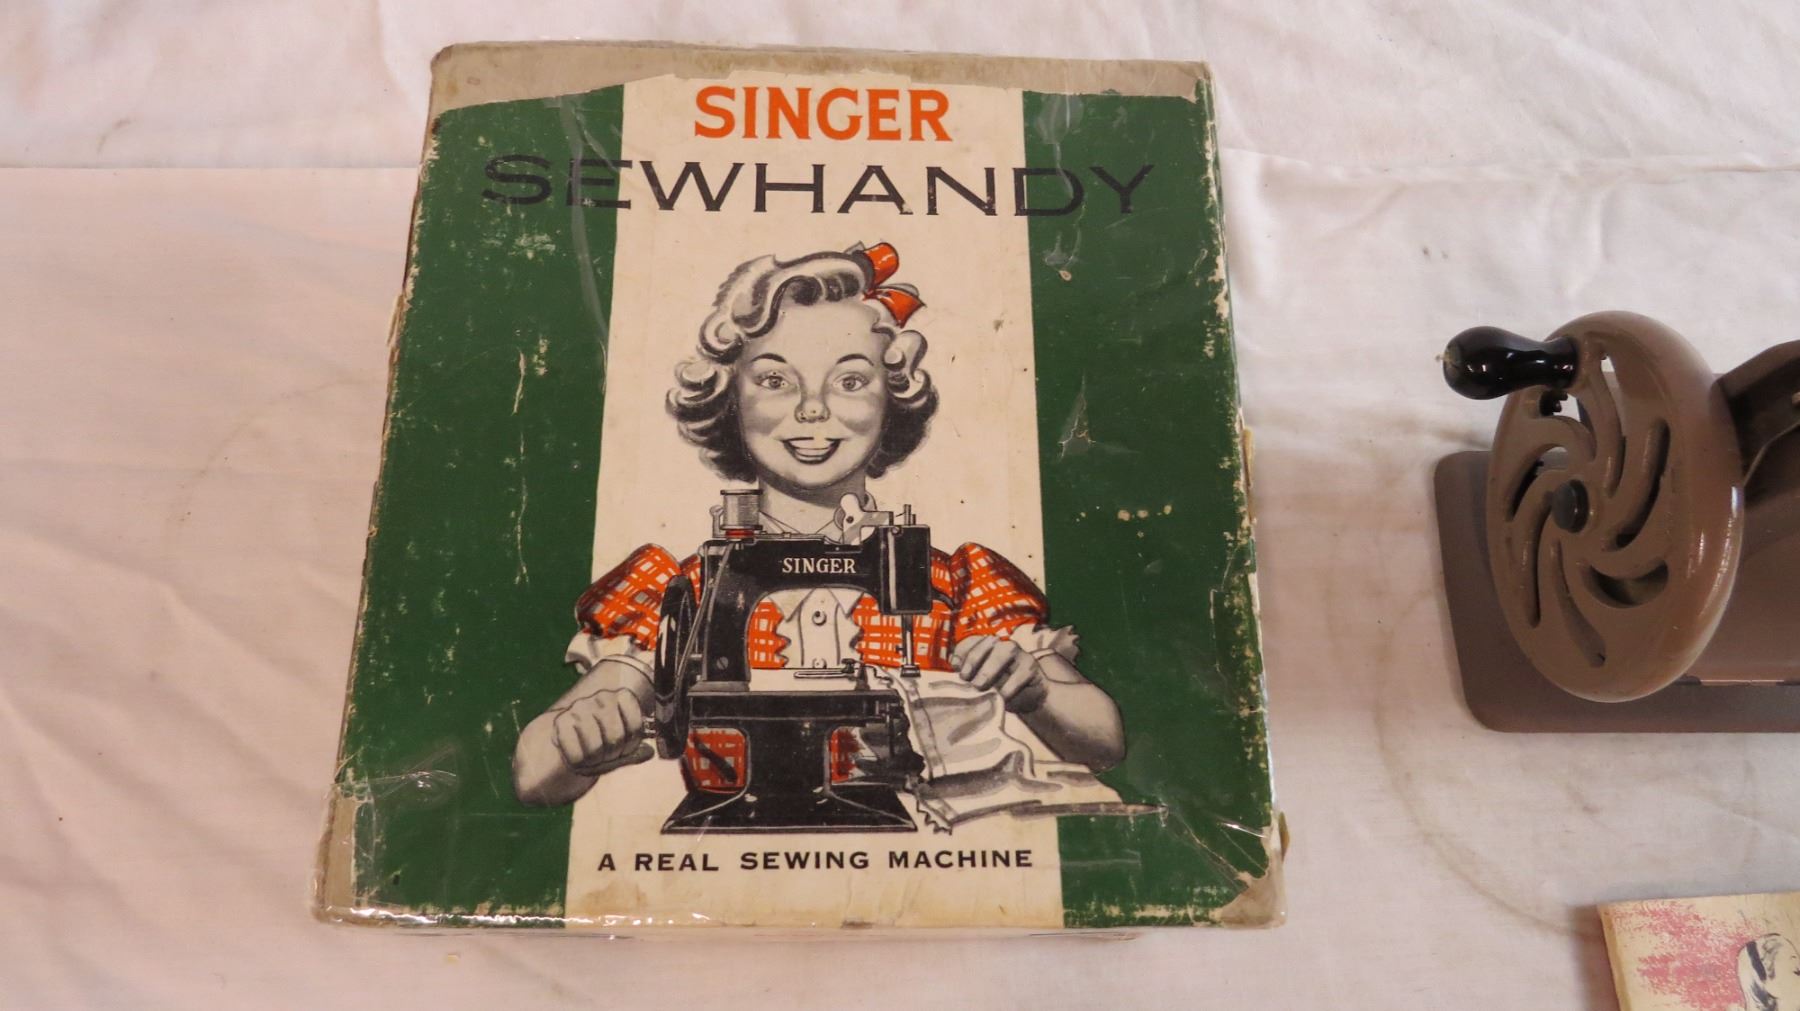 SINGER
SEWHANDY
SINGER
A REAL SEWING MACHINE